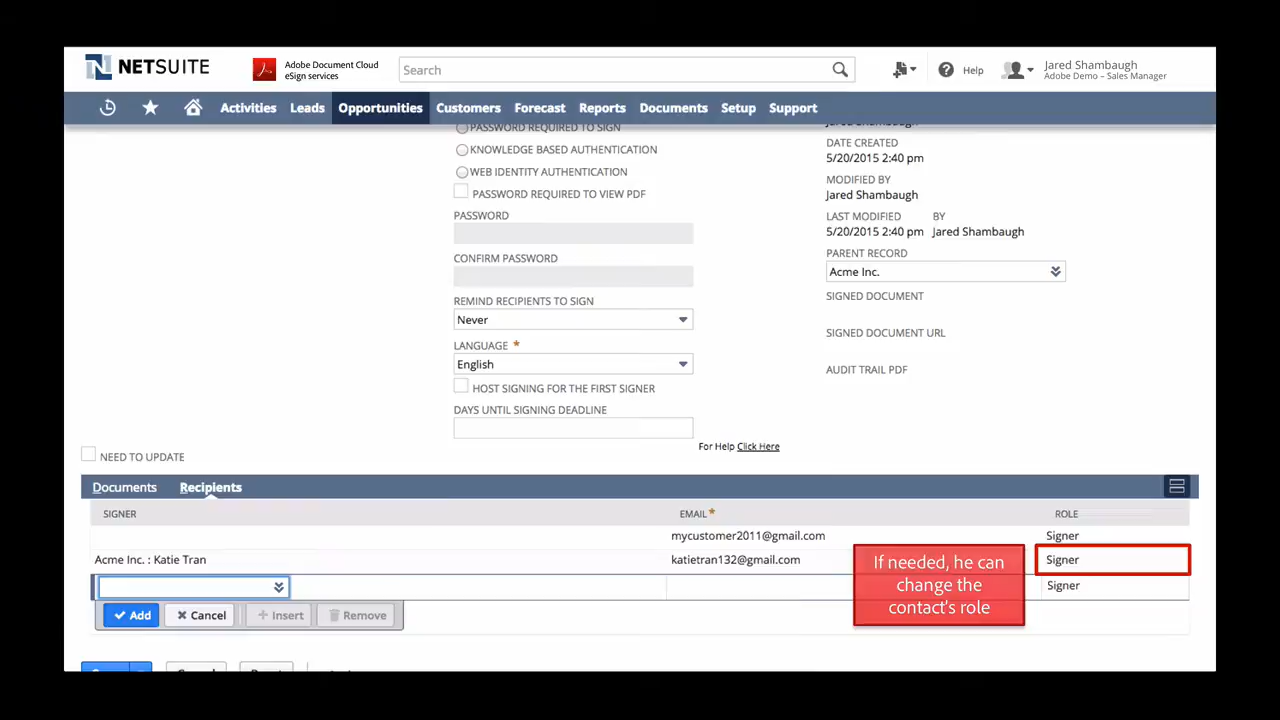 NETSUITE
Adobe Document Cloud
eSign services
Search
Help
Jared Shambaugh
Adobe Demo – Sales Manager
Activities Leads Opportunities Customers Forecast Reports Documents Setup Support
PASSWORD REQUIRED TO SIGN
KNOWLEDGE BASED AUTHENTICATION
WEB IDENTITY AUTHENTICATION
PASSWORD REQUIRED TO VIEW PDF
PASSWORD
CONFIRM PASSWORD
REMIND RECIPIENTS TO SIGN
Never
LANGUAGE *
English
HOST SIGNING FOR THE FIRST SIGNER
DAYS UNTIL SIGNING DEADLINE
For Help Click Here
Jared Shambaugh
DATE CREATED
5/20/2015 2:40 pm
MODIFIED BY
Jared Shambaugh
LAST MODIFIED BY
5/20/2015 2:40 pm Jared Shambaugh
PARENT RECORD
Acme Inc.
SIGNED DOCUMENT
SIGNED DOCUMENT URL
AUDIT TRAIL PDF
NEED TO UPDATE
Documents Recipients
SIGNER EMAIL * ROLE
mycustomer2011@gmail.com Signer
Acme Inc. : Katie Tran katietran132@gmail.com Signer
Signer
Add Cancel + Insert Remove
If needed, he can
change the
contact's role